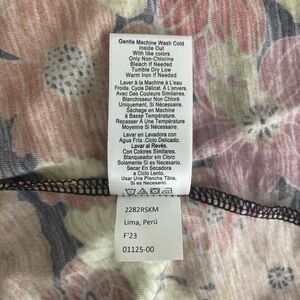 Gentle Machine Wash Cold
Inside Out
With like colors
Only Non-Chlorine
Bleach If Needed
Tumble Dry Low
Warm Iron If Needed
Laver à la Machine à L'eau
Froide. Cycle Délicat. À L'envers.
Avec Des Couleurs Similaires.
Blanchisseur Non Chloré
Uniquement. Si Nécessaire.
Séchage en Machine
à Basse Température.
Repasser À Une Température
Moyenne Si Nécessaire.
Lavar en Lavadora con
Agua Fria .Ciclo Delicado.
Lavar al Revés.
Con Colores Similares.
Blanqueador sin Cloro
Solamente Si Es Necesario.
Secar En Secadora
a Ciclo Lento.
Usar Una Plancha Tibia,
Si Es Necesario.
2282RSKM
Lima, Perú
F'23
01125-00